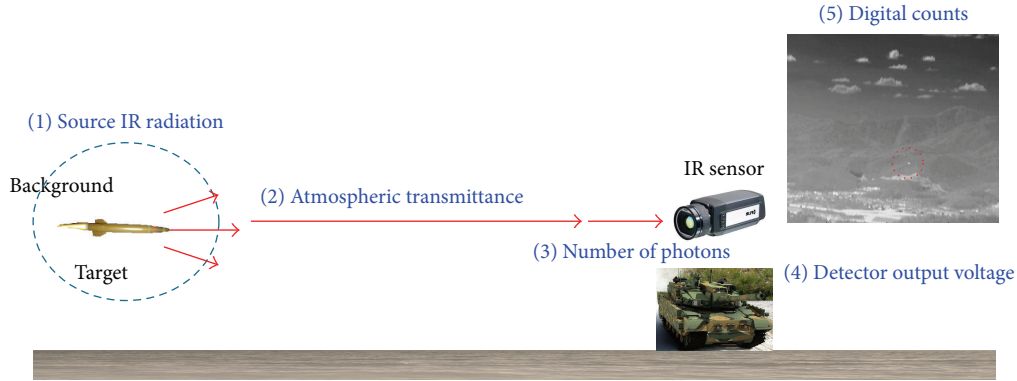 (5) Digital counts
(1) Source IR radiation
Background
(2) Atmospheric transmittance
IR sensor
Target
(3) Number of photons
(4) Detector output voltage